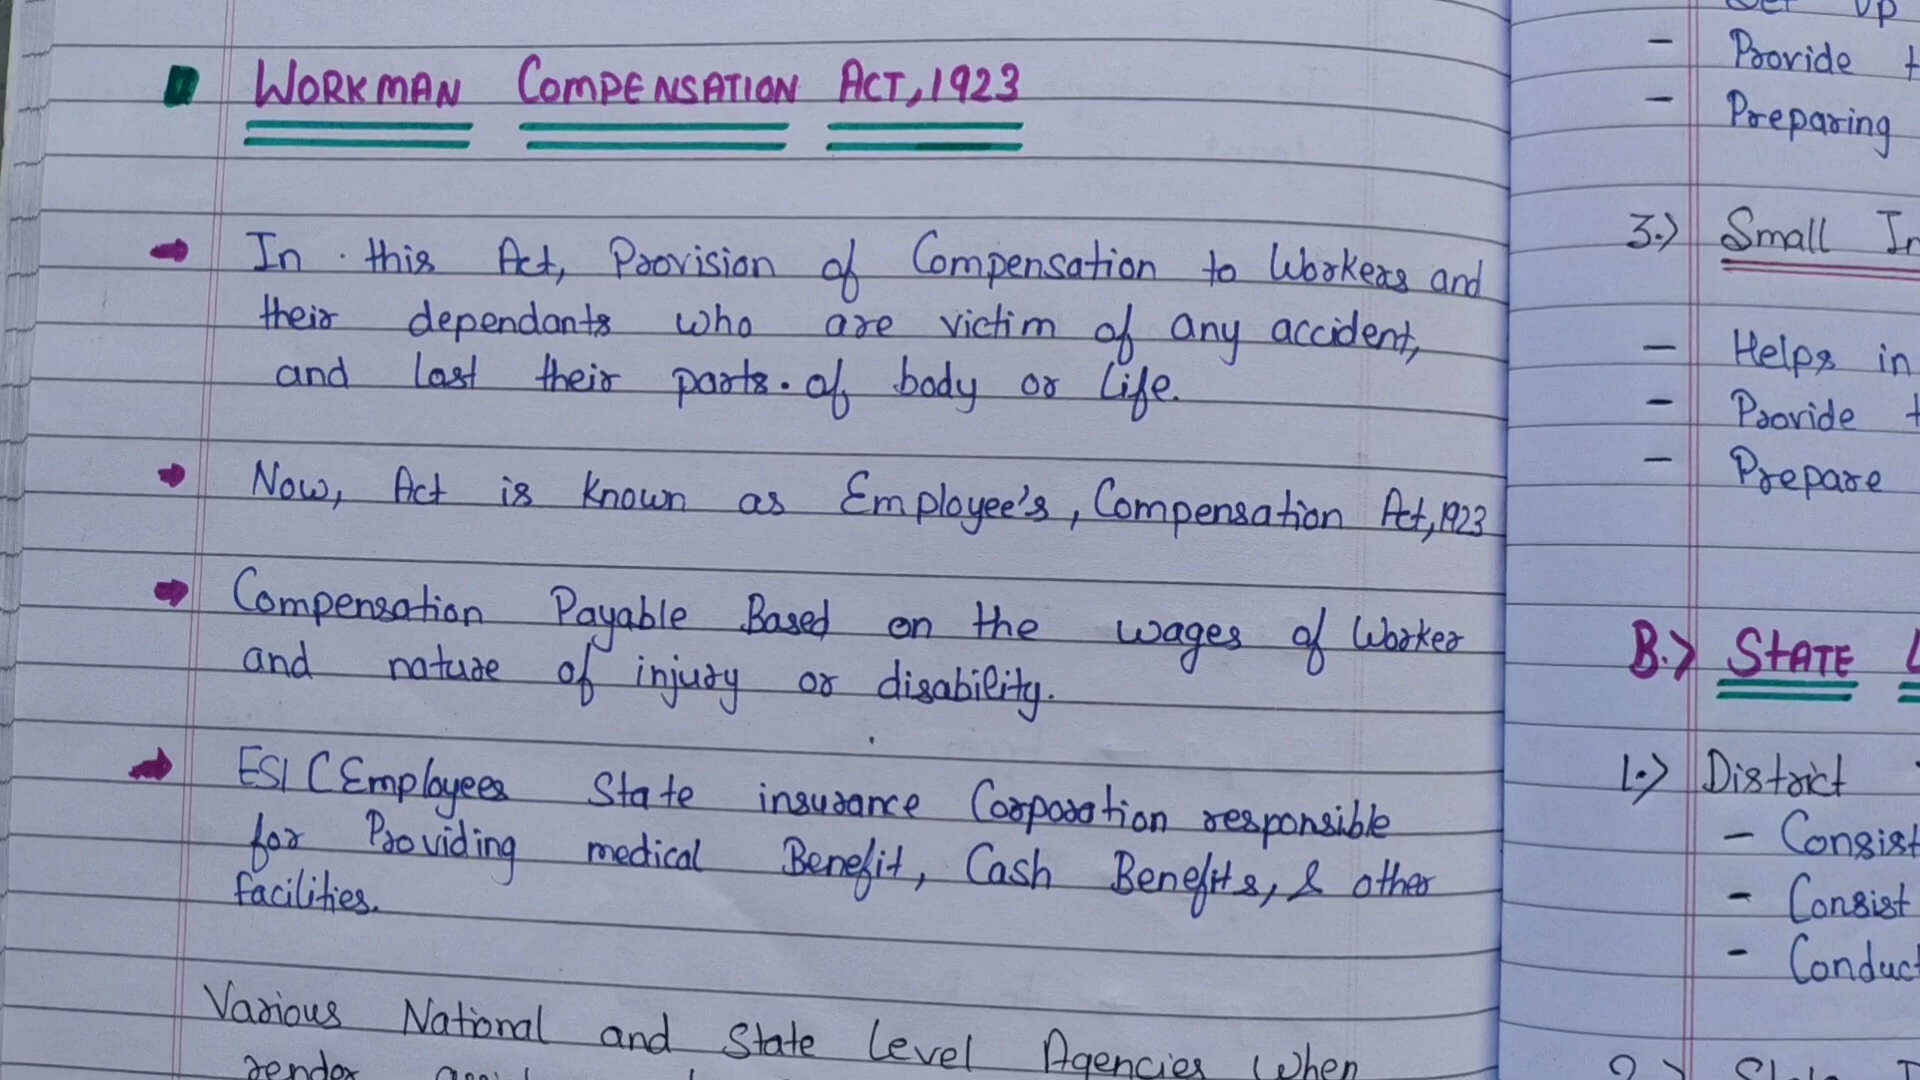 WORKMAN COMPENSATION ACT, 1923
In this Act, Provision of Compensation to Workers and
their dependants who are victim of any accident,
and lost their parts of body or life.
Now, Act is known as Employee's, Compensation Act, 1923
Compensation Payable Based on the wages of Worker
and nature of injury or disability.
ESI C Employees State insurance Corporation responsible
for Providing medical Benefit, Cash Benefits, & other
facilities.
Various National and State Level Agencies when
render
up
- Provide
- Preparing
3.) Small
- Helps in
- Provide
- Prepare
B.> STATE
1.> District
- Consist
- Consist
- Conduct